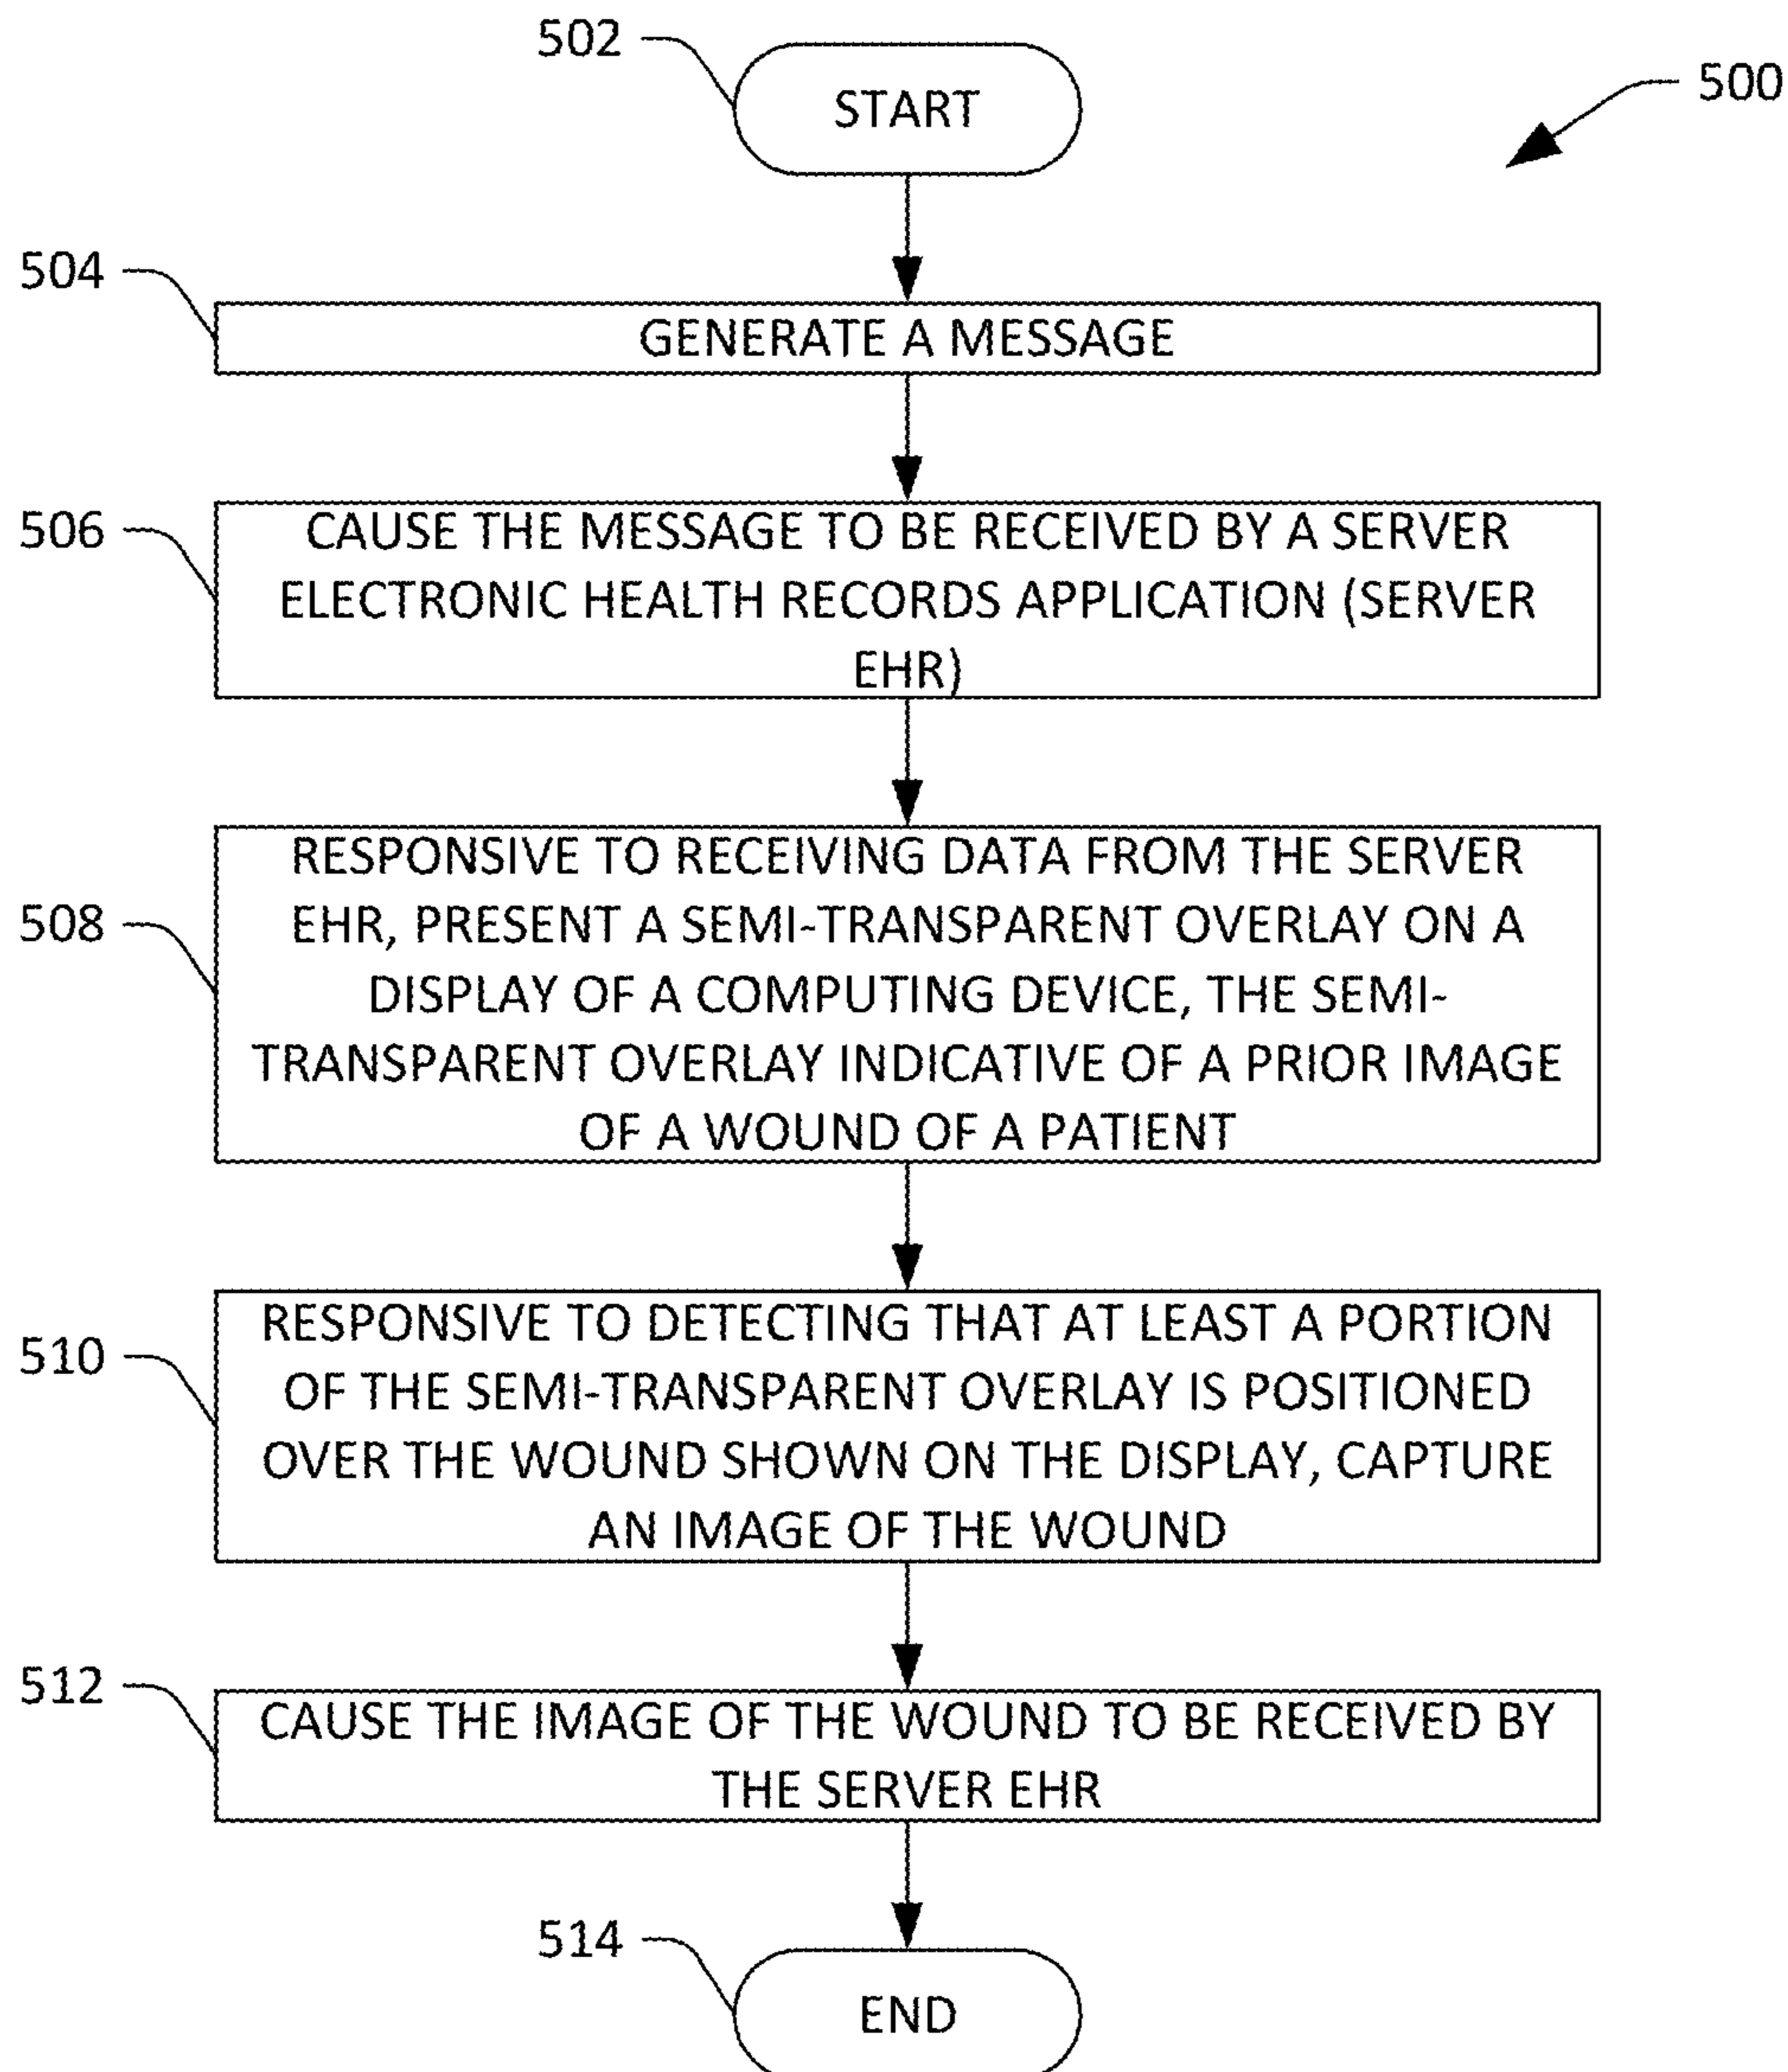 502
START
500
504
GENERATE A MESSAGE
506
CAUSE THE MESSAGE TO BE RECEIVED BY A SERVER
ELECTRONIC HEALTH RECORDS APPLICATION (SERVER
EHR)
508
RESPONSIVE TO RECEIVING DATA FROM THE SERVER
EHR, PRESENT A SEMI-TRANSPARENT OVERLAY ON A
DISPLAY OF A COMPUTING DEVICE, THE SEMI-
TRANSPARENT OVERLAY INDICATIVE OF A PRIOR IMAGE
OF A WOUND OF A PATIENT
510
RESPONSIVE TO DETECTING THAT AT LEAST A PORTION
OF THE SEMI-TRANSPARENT OVERLAY IS POSITIONED
OVER THE WOUND SHOWN ON THE DISPLAY, CAPTURE
AN IMAGE OF THE WOUND
512
CAUSE THE IMAGE OF THE WOUND TO BE RECEIVED BY
THE SERVER EHR
514
END